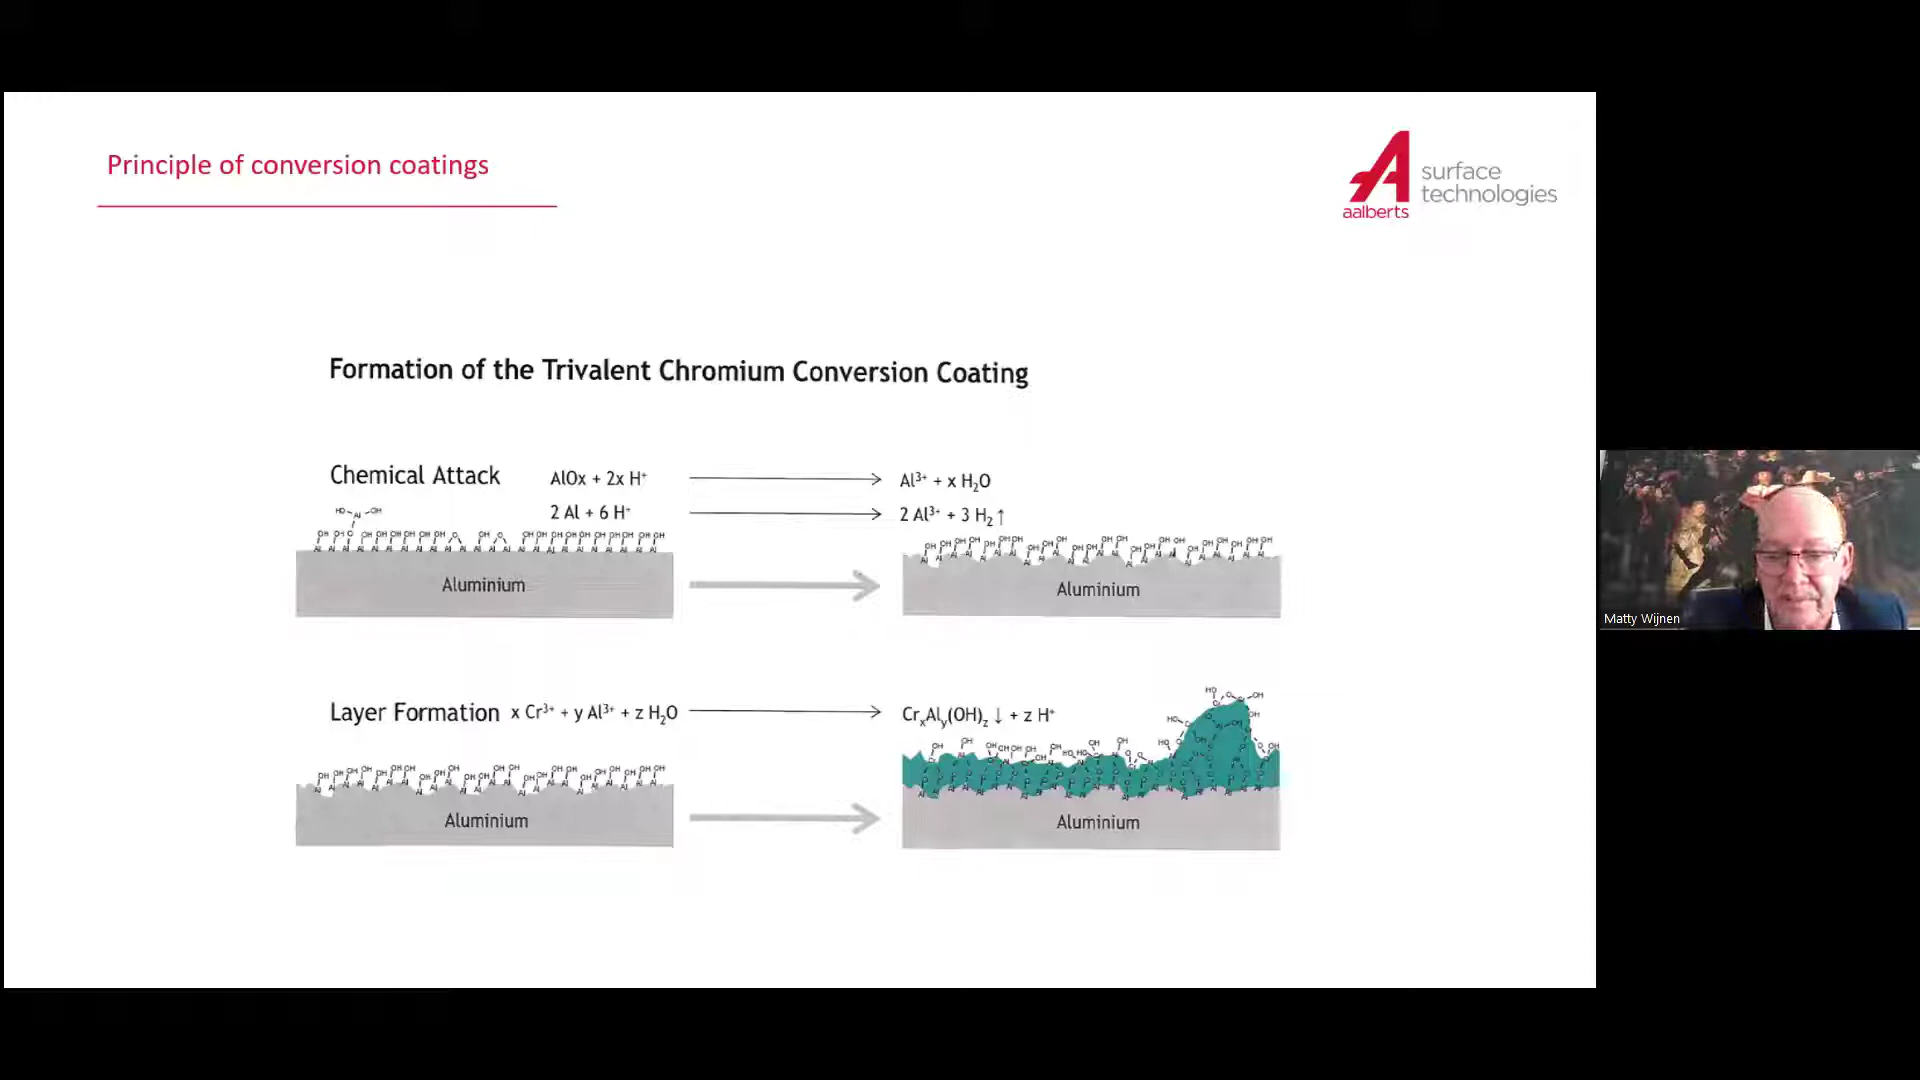 Principle of conversion coatings
surface
technologies
aalberts
Formation of the Trivalent Chromium Conversion Coating
Chemical Attack AlOx + 2x H⁺ Al³⁺ + x H₂O
2 Al + 6 H⁺ 2 Al³⁺ + 3 H₂ ↑
Aluminium Aluminium
Layer Formation x Cr³⁺ + y Al³⁺ + z H₂O CrₓAlᵧ(OH)z ↓ + z H⁺
Aluminium Aluminium
Matty Wijnen